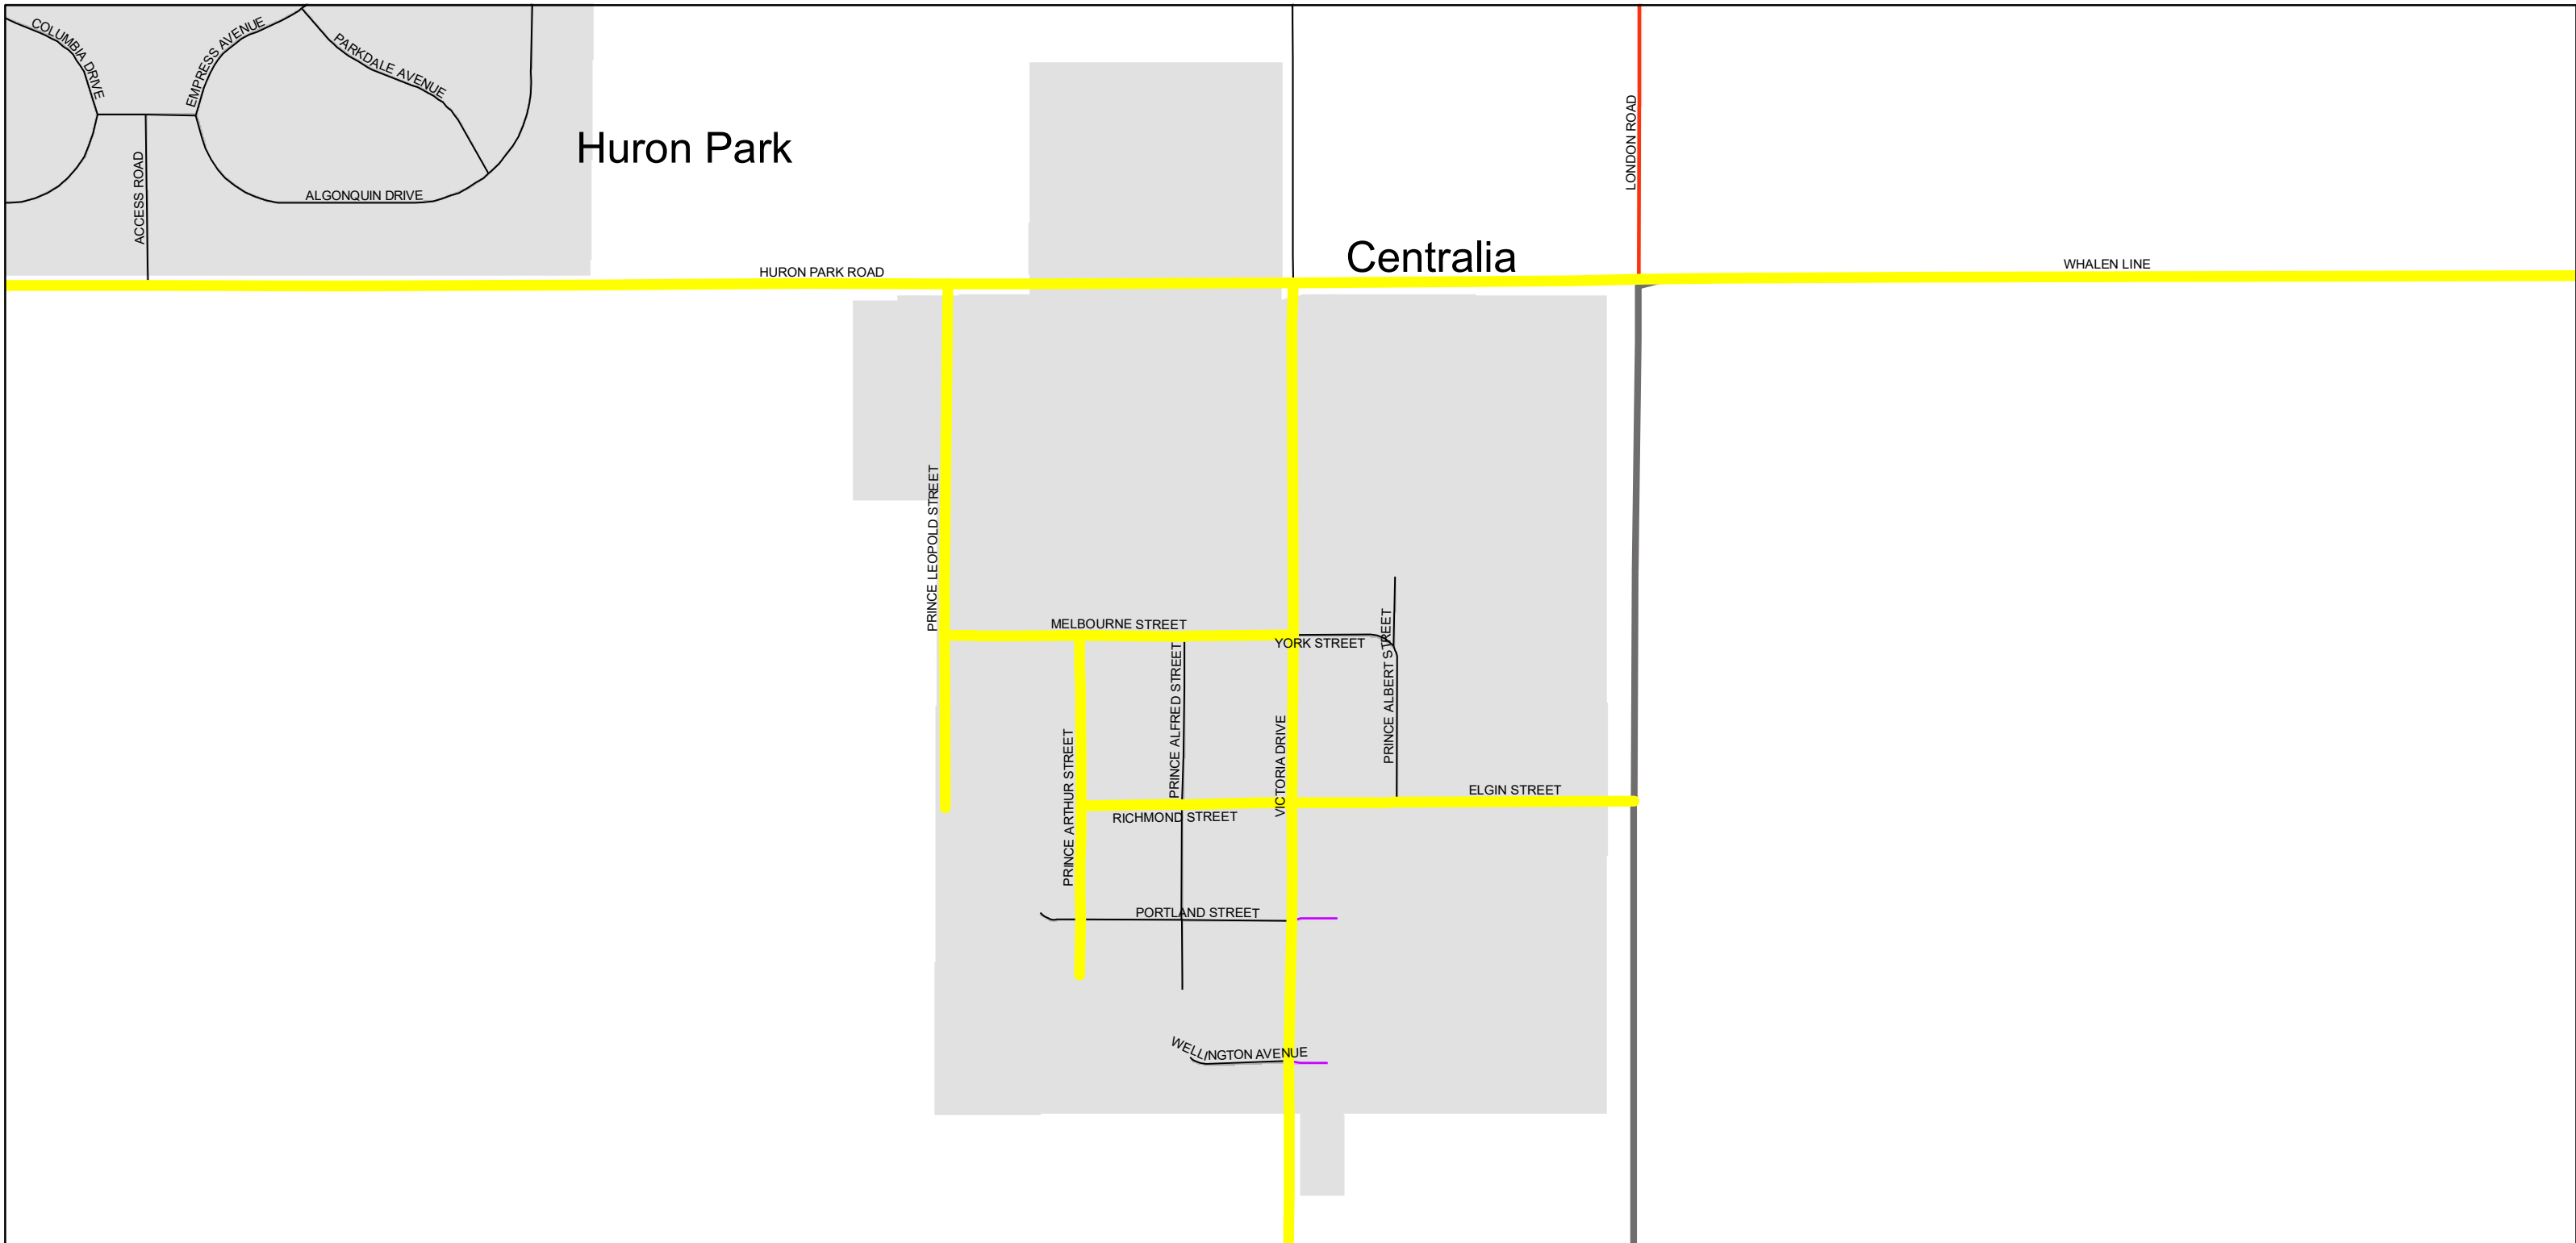 COLUMBIA DRIVE
EMPRESS AVENUE
PARKDALE AVENUE
Huron Park
LONDON ROAD
ACCESS ROAD
ALGONQUIN DRIVE
Centralia
HURON PARK ROAD
WHALEN LINE
PRINCE LEOPOLD STREET
MELBOURNE STREET
YORK STREET
PRINCE ALBERT STREET
PRINCE ALFRED STREET
VICTORIA DRIVE
PRINCE ARTHUR STREET
ELGIN STREET
RICHMOND STREET
PORTLAND STREET
WELLINGTON AVENUE